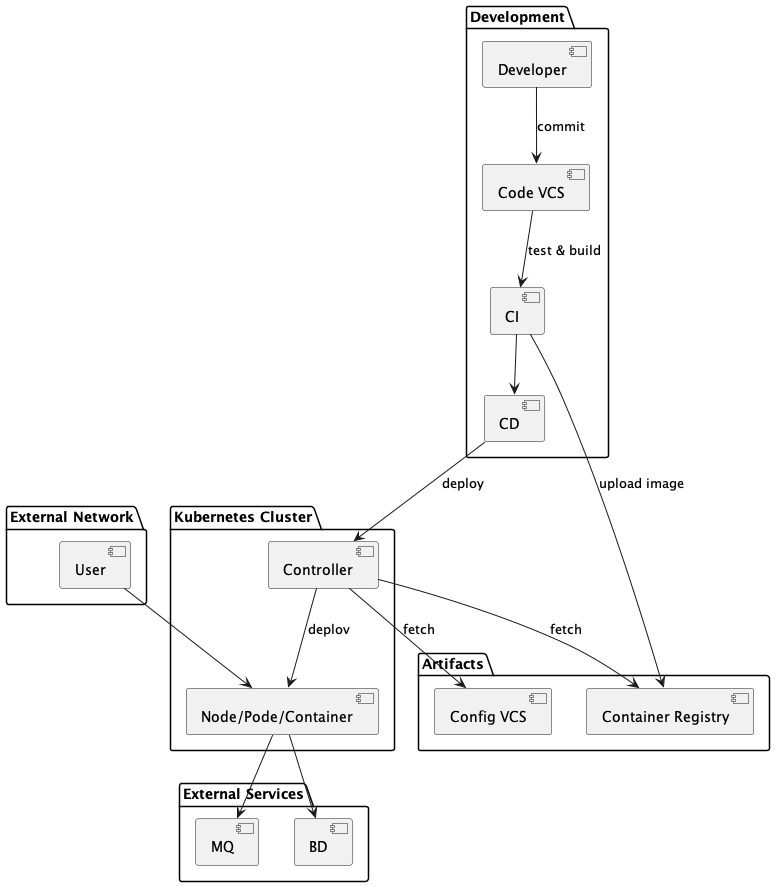 Development
Developer
commit
Code VCS
test & build
CI
CD
deploy
upload image
External Network
User
Kubernetes Cluster
Controller
deplov
fetch
fetch
Node/Pode/Container
Artifacts
Config VCS
Container Registry
External Services
MQ
BD